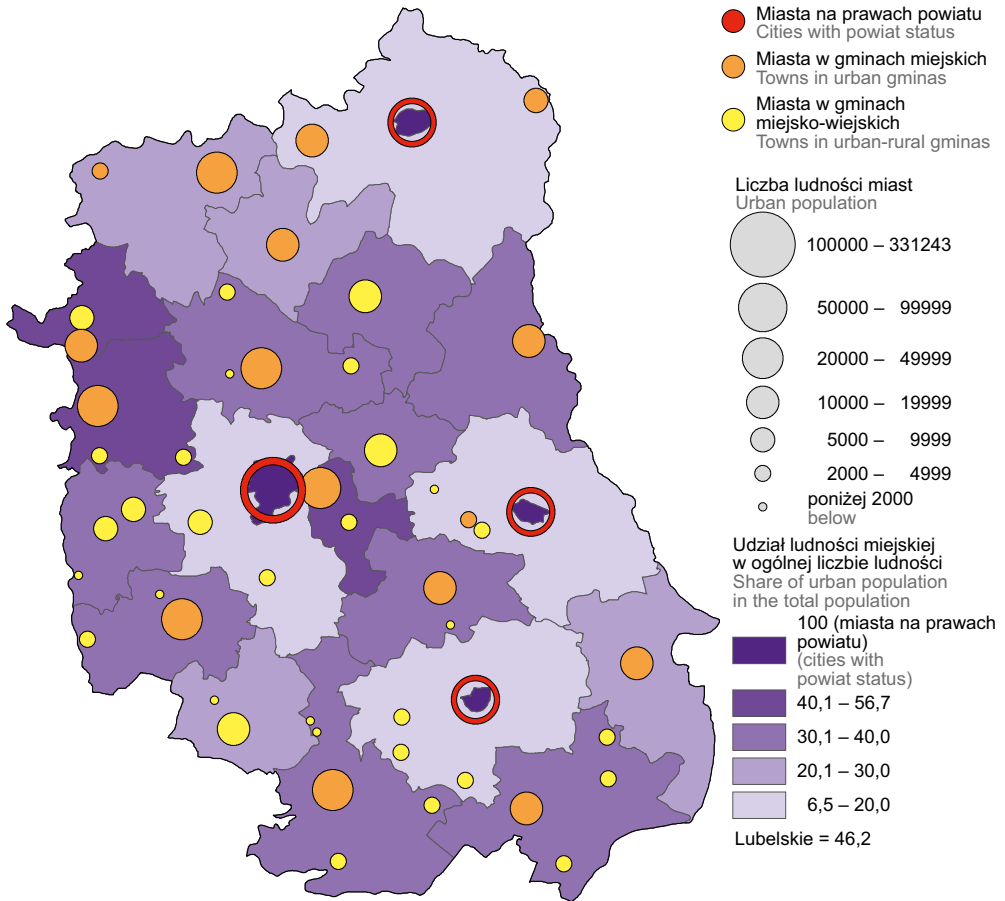 Miasta na prawach powiatu
Cities with powiat status
Miasta w gminach miejskich
Towns in urban gminas
Miasta w gminach
miejsko-wiejskich
Towns in urban-rural gminas
Liczba ludności miast
Urban population
100000 – 331243
50000 – 99999
20000 – 49999
10000 – 19999
5000 – 9999
2000 – 4999
poniżej 2000
below
Udział ludności miejskiej
w ogólnej liczbie ludności
Share of urban population
in the total population
100 (miasta na prawach
powiatu)
(cities with
powiat status)
40,1 – 56,7
30,1 – 40,0
20,1 – 30,0
6,5 – 20,0
Lubelskie = 46,2